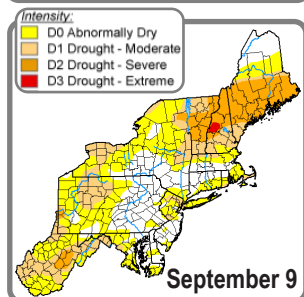 Intensity:
D0 Abnormally Dry
D1 Drought - Moderate
D2 Drought - Severe
D3 Drought - Extreme
September 9